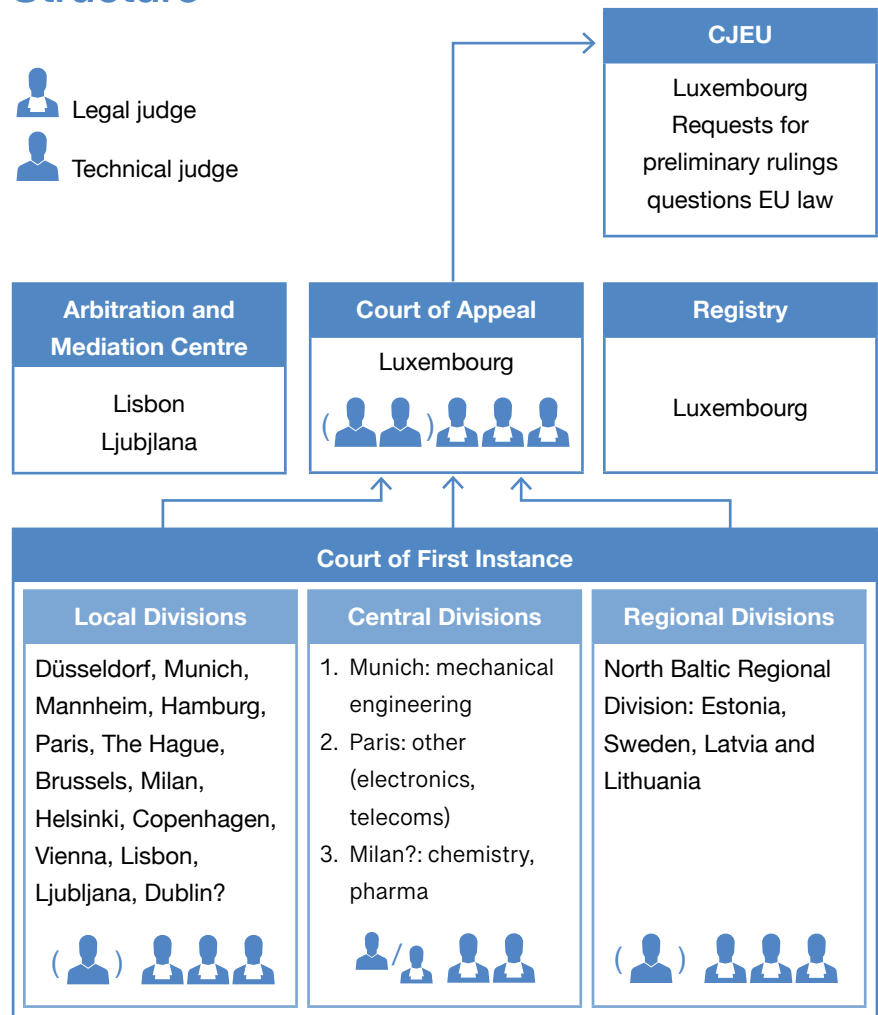 Legal judge
Technical judge
CJEU
Luxembourg
Requests for
preliminary rulings
questions EU law
Arbitration and
Mediation Centre
Lisbon
Ljubjlana
Court of Appeal
Luxembourg
( )
Registry
Luxembourg
Court of First Instance
Local Divisions
Düsseldorf, Munich,
Mannheim, Hamburg,
Paris, The Hague,
Brussels, Milan,
Helsinki, Copenhagen,
Vienna, Lisbon,
Ljubljana, Dublin?
( )
Central Divisions
1. Munich: mechanical
engineering
2. Paris: other
(electronics,
telecoms)
3. Milan?: chemistry,
pharma
/
Regional Divisions
North Baltic Regional
Division: Estonia,
Sweden, Latvia and
Lithuania
( )